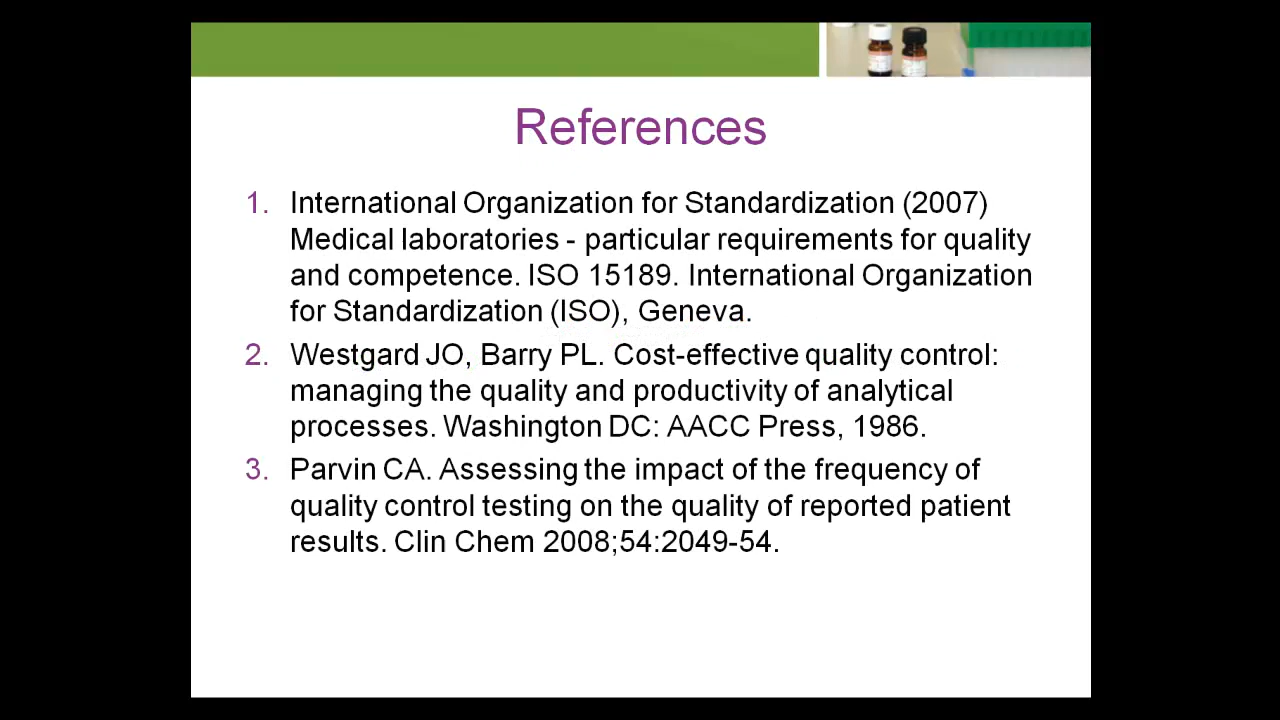 References
1. International Organization for Standardization (2007)
Medical laboratories - particular requirements for quality
and competence. ISO 15189. International Organization
for Standardization (ISO), Geneva.
2. Westgard JO, Barry PL. Cost-effective quality control:
managing the quality and productivity of analytical
processes. Washington DC: AACC Press, 1986.
3. Parvin CA. Assessing the impact of the frequency of
quality control testing on the quality of reported patient
results. Clin Chem 2008;54:2049-54.